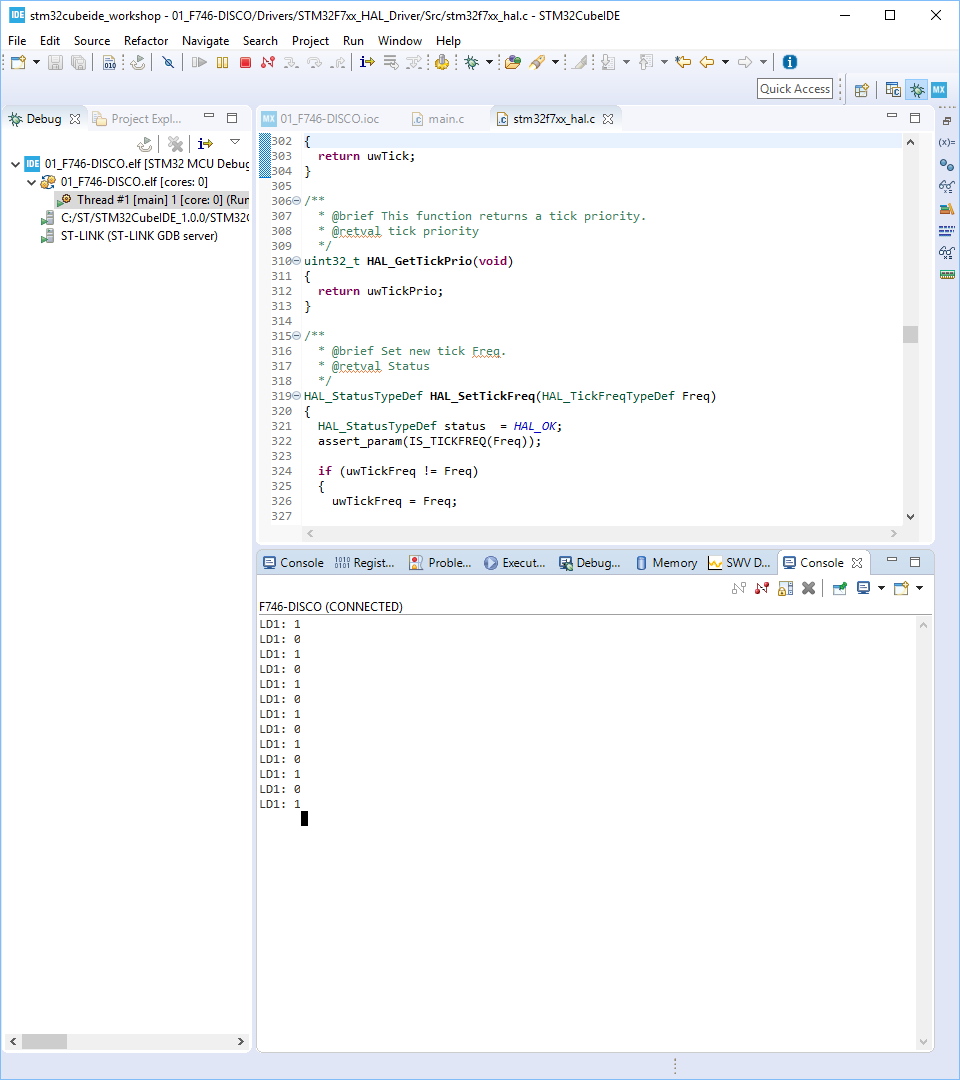 IDE stm32cubeide_workshop - 01_F746-DISCO/Drivers/STM32F7xx_HAL_Driver/Src/stm32f7xx_hal.c - STM32CubeIDE
File Edit Source Refactor Navigate Search Project Run Window Help
010
Quick Access
MX
Debug
Project Expl...
IDE 01_F746-DISCO.elf [STM32 MCU Debug
01_F746-DISCO.elf [cores: 0]
Thread #1 [main] 1 [core: 0] (Run
C:/ST/STM32CubeIDE_1.0.0/STM32C
ST-LINK (ST-LINK GDB server)
MX 01_F746-DISCO.ioc
main.c
stm32f7xx_hal.c
302 {
303 return uwTick;
304 }
305
306 /**
307 * @brief This function returns a tick priority.
308 * @retval tick priority
309 */
310 uint32_t HAL_GetTickPrio(void)
311 {
312 return uwTickPrio;
313 }
314
315 /**
316 * @brief Set new tick Freq.
317 * @retval Status
318 */
319 HAL_StatusTypeDef HAL_SetTickFreq(HAL_TickFreqTypeDef Freq)
320 {
321 HAL_StatusTypeDef status  = HAL_OK;
322 assert_param(IS_TICKFREQ(Freq));
323
324 if (uwTickFreq != Freq)
325 {
326 uwTickFreq = Freq;
327
(x)=
Console
1010 0101 Regist...
Proble...
Execut...
Debug...
Memory
SWV D...
Console
F746-DISCO (CONNECTED)
LD1: 1
LD1: 0
LD1: 1
LD1: 0
LD1: 1
LD1: 0
LD1: 1
LD1: 0
LD1: 1
LD1: 0
LD1: 1
LD1: 0
LD1: 1